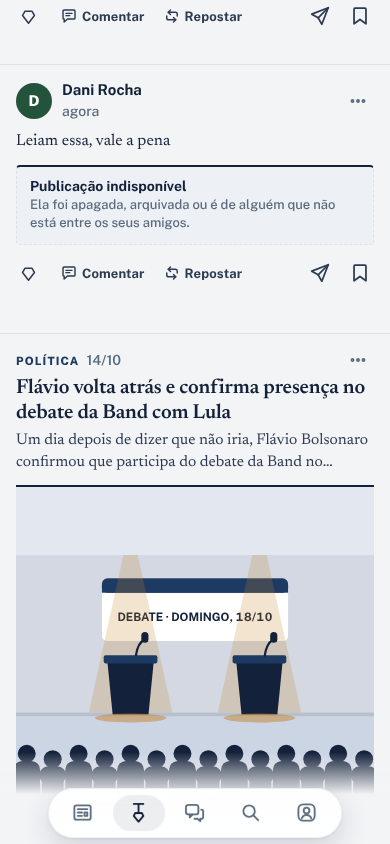 Comentar Repostar
D
Dani Rocha
agora
Leiam essa, vale a pena
Publicação indisponível
Ela foi apagada, arquivada ou é de alguém que não
está entre os seus amigos.
Comentar Repostar
POLÍTICA 14/10
Flávio volta atrás e confirma presença no
debate da Band com Lula
Um dia depois de dizer que não iria, Flávio Bolsonaro
confirmou que participa do debate da Band no...
DEBATE · DOMINGO, 18/10